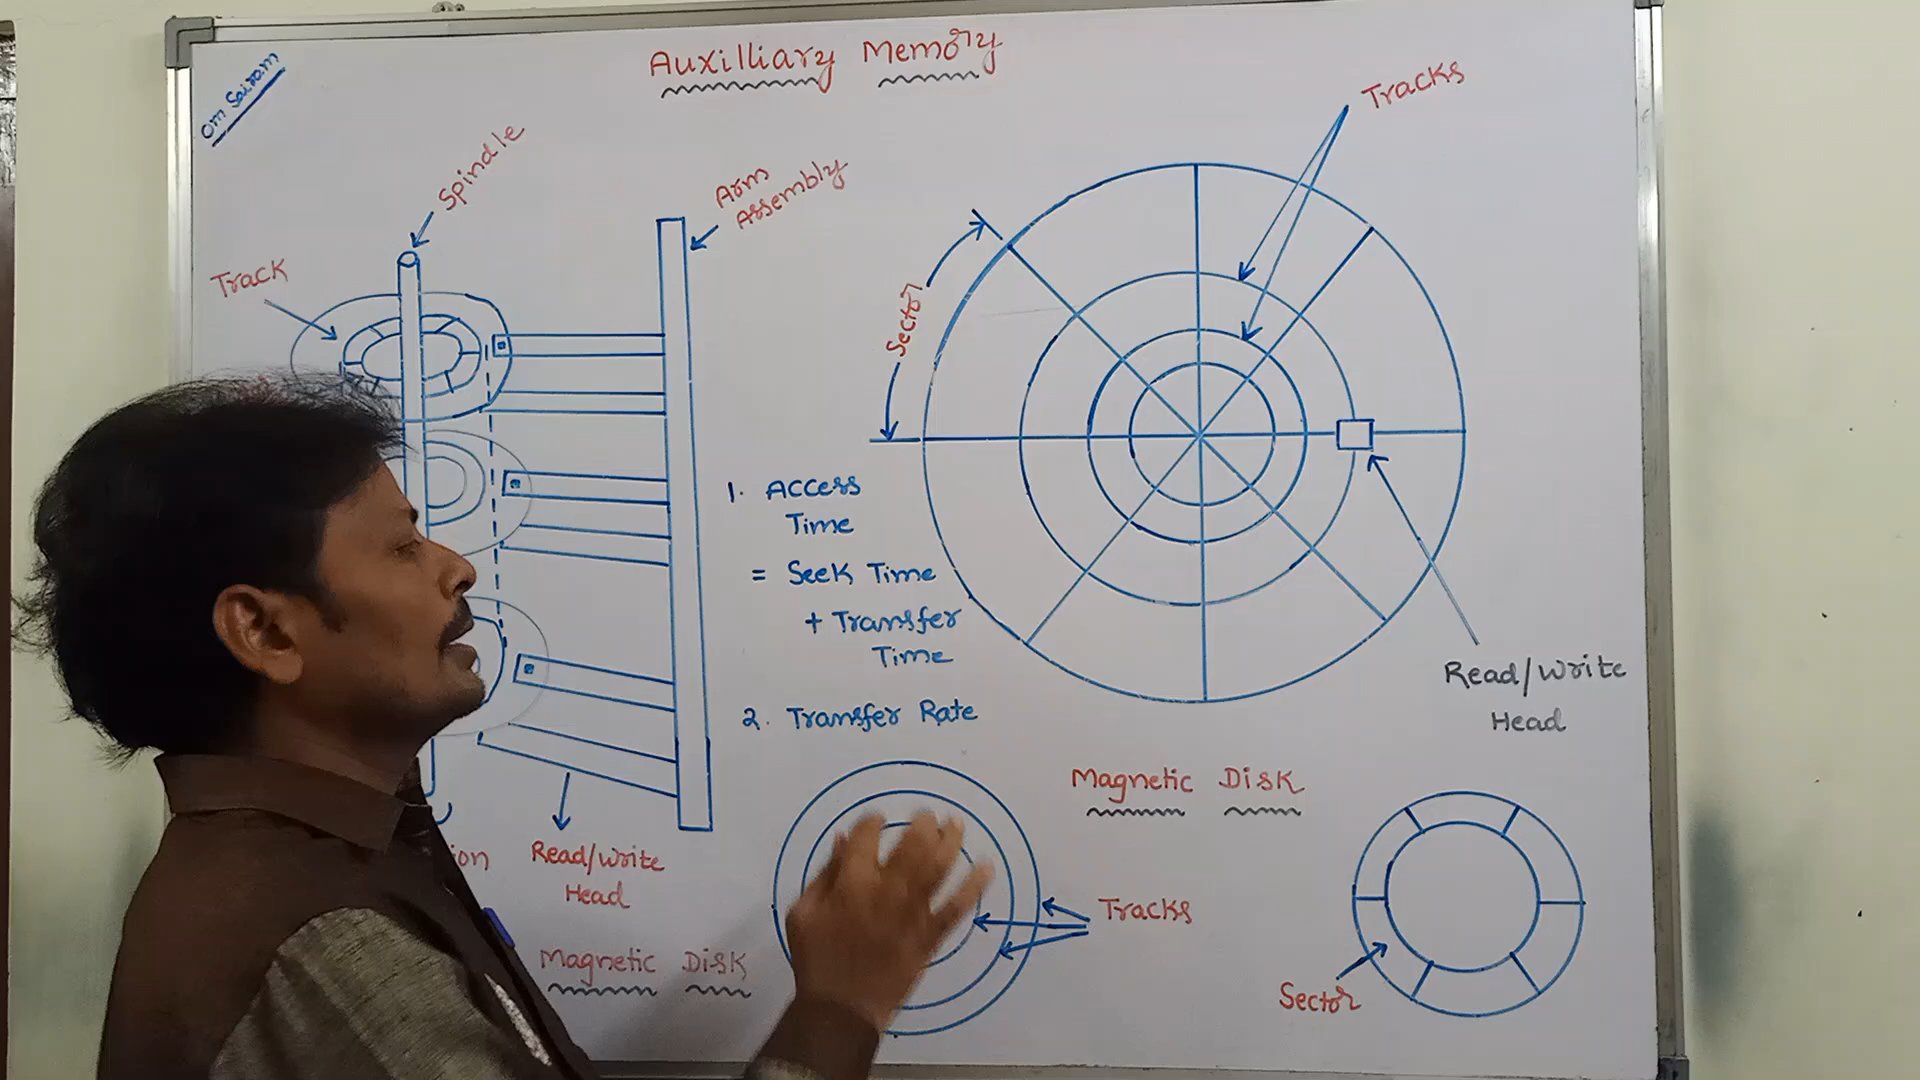 Om Sairam
Auxilliary Memory
Spindle
Arm
Assembly
Track
Tracks
Sector
1. Access
Time
= Seek Time
+ Transfer
Time
2. Transfer Rate
Read/Write
Head
Read/Write
Head
Magnetic Disk
Magnetic Disk
Tracks
Sector